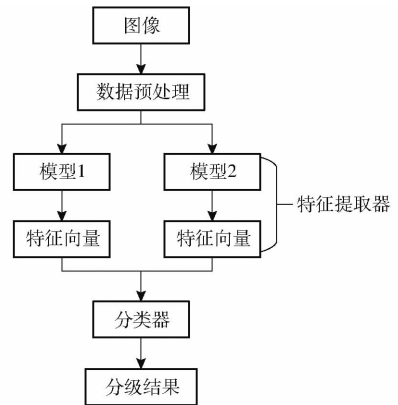 图像
数据预处理
模型1
模型2
特征提取器
特征向量
特征向量
分类器
分级结果